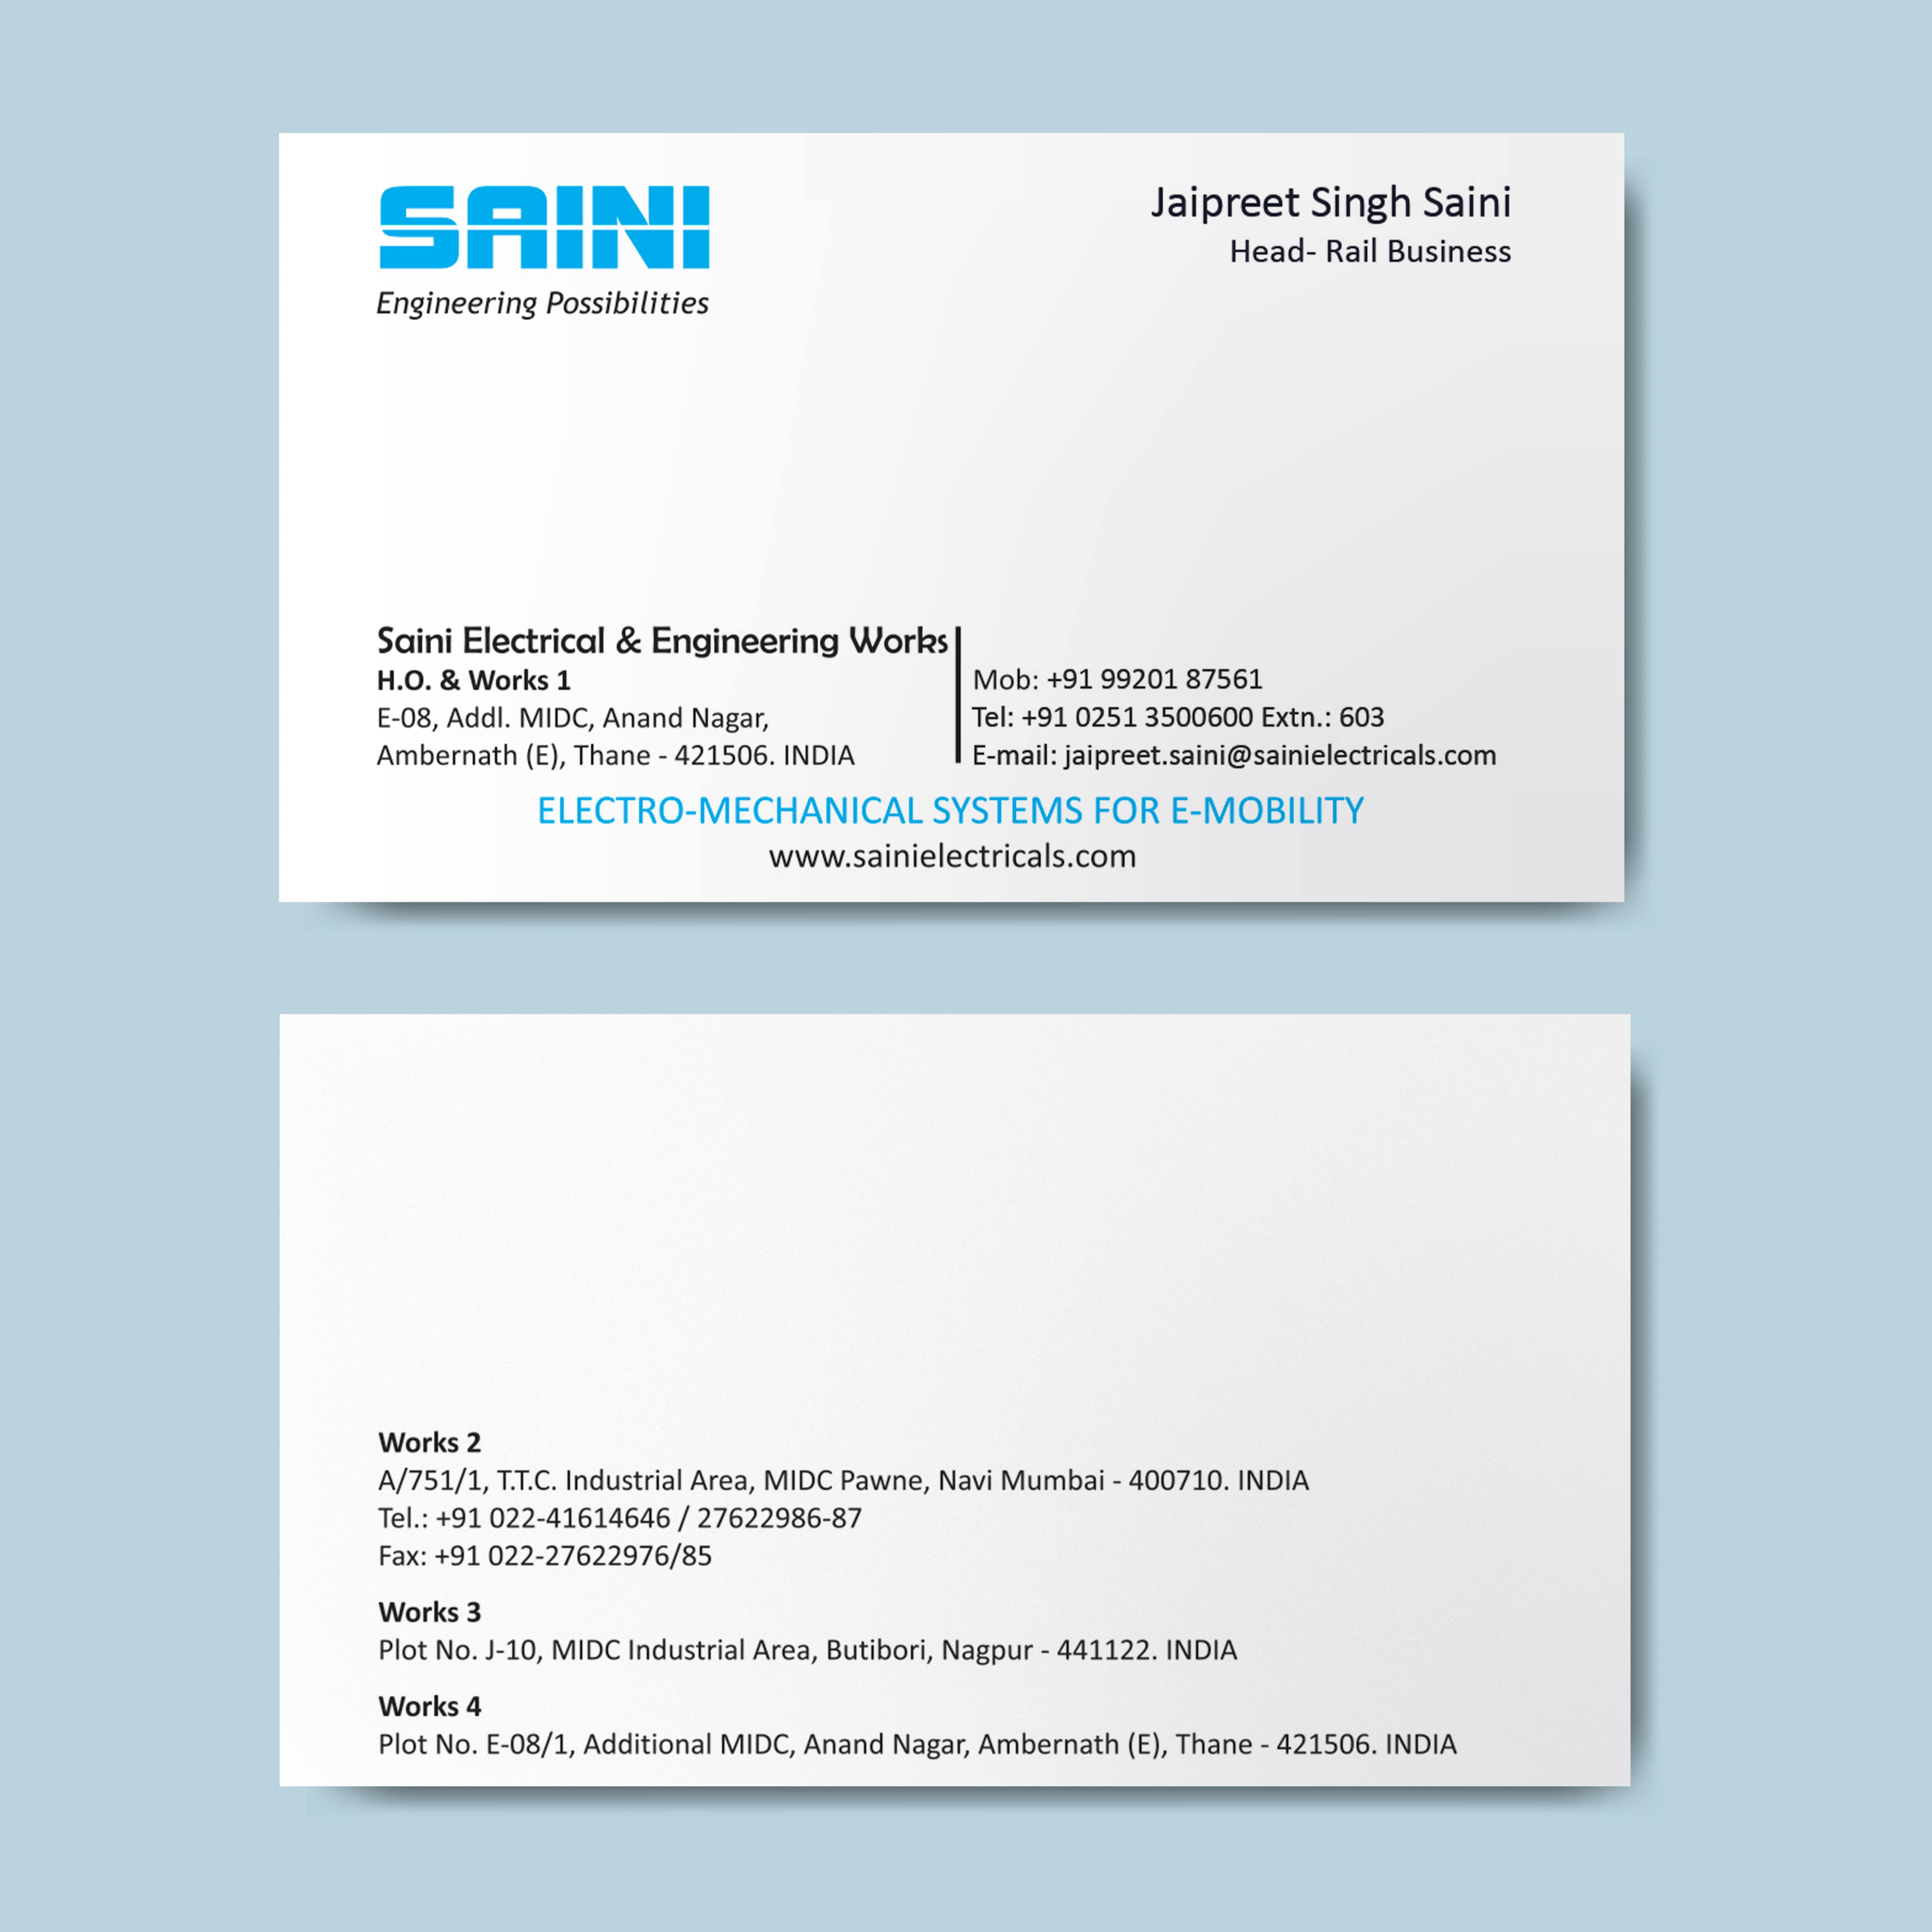 SAINI
Engineering Possibilities
Jaipreet Singh Saini
Head- Rail Business
Saini Electrical & Engineering Works
H.O. & Works 1
E-08, Addl. MIDC, Anand Nagar,
Ambernath (E), Thane - 421506. INDIA
Mob: +91 99201 87561
Tel: +91 0251 3500600 Extn.: 603
E-mail: jaipreet.saini@sainielectricals.com
ELECTRO-MECHANICAL SYSTEMS FOR E-MOBILITY
www.sainielectricals.com
Works 2
A/751/1, T.T.C. Industrial Area, MIDC Pawne, Navi Mumbai - 400710. INDIA
Tel.: +91 022-41614646 / 27622986-87
Fax: +91 022-27622976/85
Works 3
Plot No. J-10, MIDC Industrial Area, Butibori, Nagpur - 441122. INDIA
Works 4
Plot No. E-08/1, Additional MIDC, Anand Nagar, Ambernath (E), Thane - 421506. INDIA